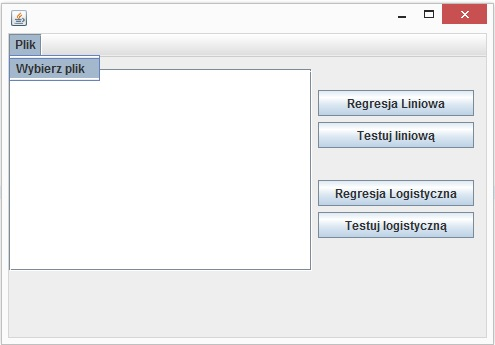 Plik
Wybierz plik
Regresja Liniowa
Testuj liniową
Regresja Logistyczna
Testuj logistyczną